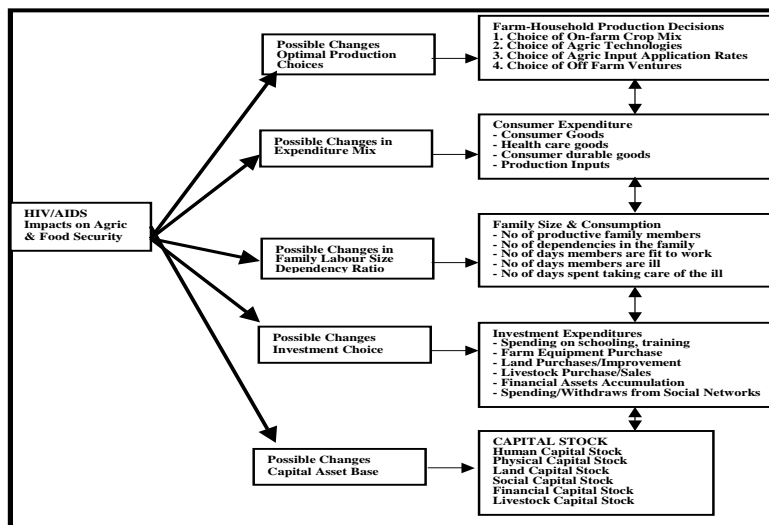 HIV/AIDS
Impacts on Agric
& Food Security
Possible Changes
Optimal Production
Choices
Farm-Household Production Decisions
1. Choice of On-farm Crop Mix
2. Choice of Agric Technologies
3. Choice of Agric Input Application Rates
4. Choice of Off Farm Ventures
Possible Changes in
Expenditure Mix
Consumer Expenditure
- Consumer Goods
- Health care goods
- Consumer durable goods
- Production Inputs
Possible Changes in
Family Labour Size
Dependency Ratio
Family Size & Consumption
- No of productive family members
- No of dependencies in the family
- No of days members are fit to work
- No of days members are ill
- No of days spent taking care of the ill
Possible Changes
Investment Choice
Investment Expenditures
- Spending on schooling, training
- Farm Equipment Purchase
- Land Purchases/Improvement
- Livestock Purchase/Sales
- Financial Assets Accumulation
- Spending/Withdraws from Social Networks
Possible Changes
Capital Asset Base
CAPITAL STOCK
Human Capital Stock
Physical Capital Stock
Land Capital Stock
Social Capital Stock
Financial Capital Stock
Livestock Capital Stock